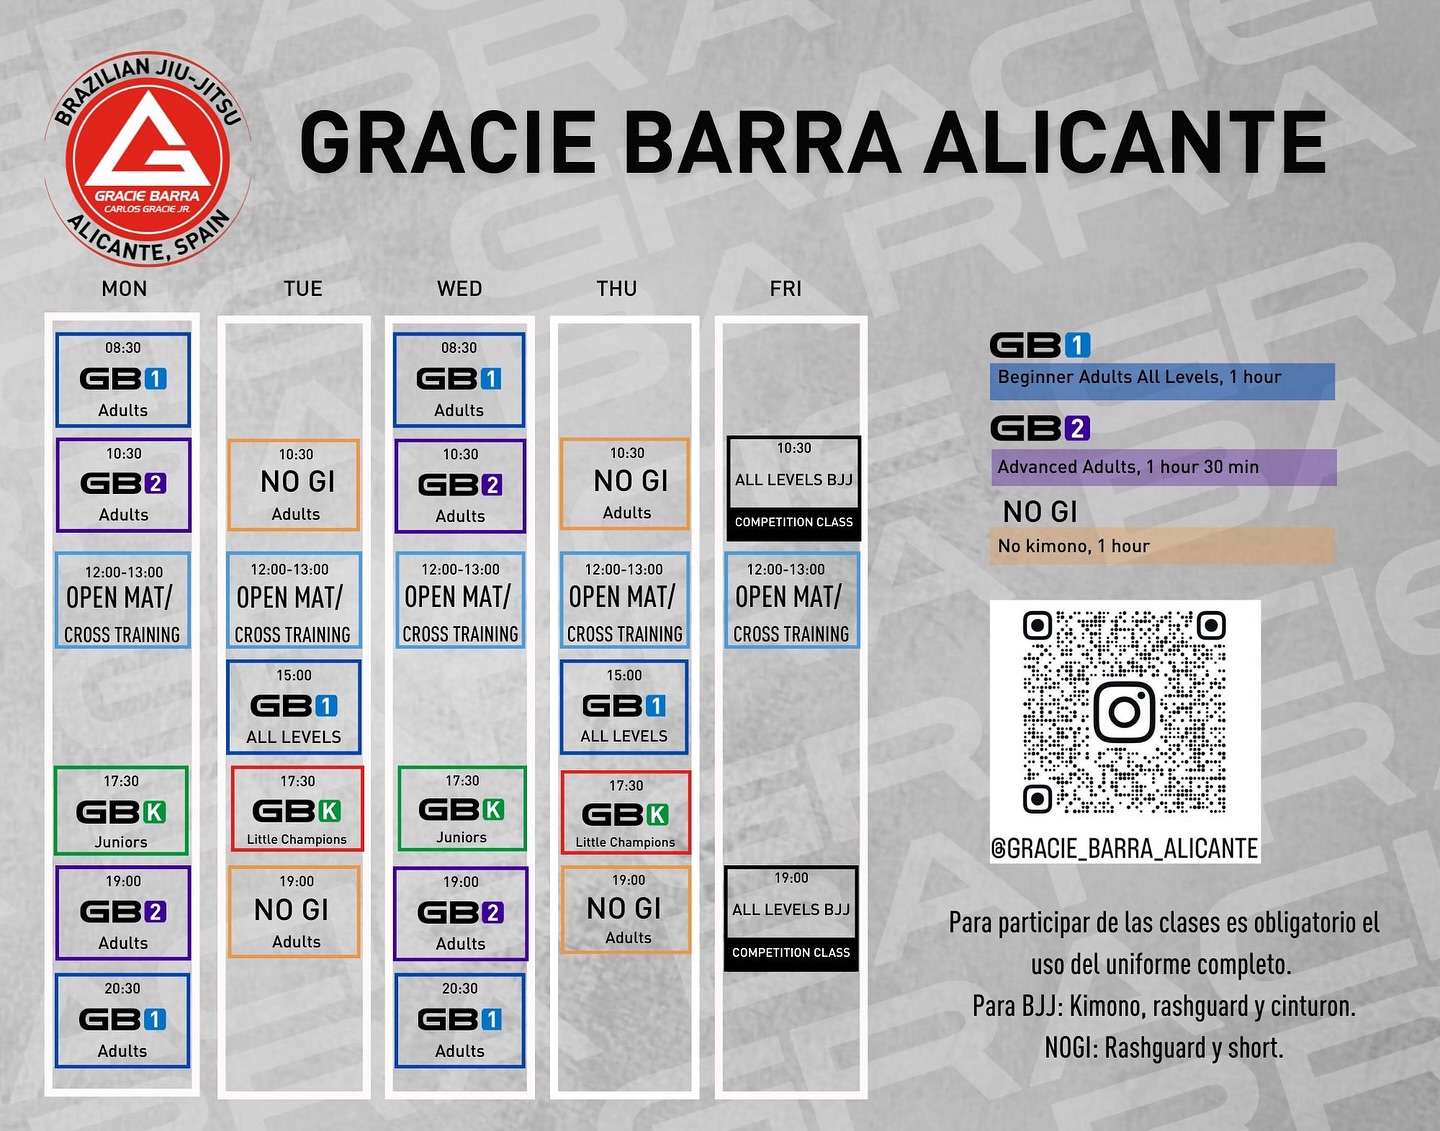 BRAZILIAN JIU-JITSU
GRACIE BARRA
CARLOS GRACIE JR.
ALICANTE, SPAIN
GRACIE BARRA ALICANTE
MON
08:30
GB1
Adults
10:30
GB2
Adults
12:00-13:00
OPEN MAT/
CROSS TRAINING
17:30
GBK
Juniors
19:00
GB2
Adults
20:30
GB1
Adults
TUE
10:30
NO GI
Adults
12:00-13:00
OPEN MAT/
CROSS TRAINING
15:00
GB1
ALL LEVELS
17:30
GBK
Little Champions
19:00
NO GI
Adults
WED
08:30
GB1
Adults
10:30
GB2
Adults
12:00-13:00
OPEN MAT/
CROSS TRAINING
17:30
GBK
Juniors
19:00
GB2
Adults
20:30
GB1
Adults
THU
10:30
NO GI
Adults
12:00-13:00
OPEN MAT/
CROSS TRAINING
15:00
GB1
ALL LEVELS
17:30
GBK
Little Champions
19:00
NO GI
Adults
FRI
10:30
ALL LEVELS BJJ
COMPETITION CLASS
12:00-13:00
OPEN MAT/
CROSS TRAINING
19:00
ALL LEVELS BJJ
COMPETITION CLASS
GB1
Beginner Adults All Levels, 1 hour
GB2
Advanced Adults, 1 hour 30 min
NO GI
No kimono, 1 hour
@GRACIE_BARRA_ALICANTE
Para participar de las clases es obligatorio el
uso del uniforme completo.
Para BJJ: Kimono, rashguard y cinturon.
NOGI: Rashguard y short.